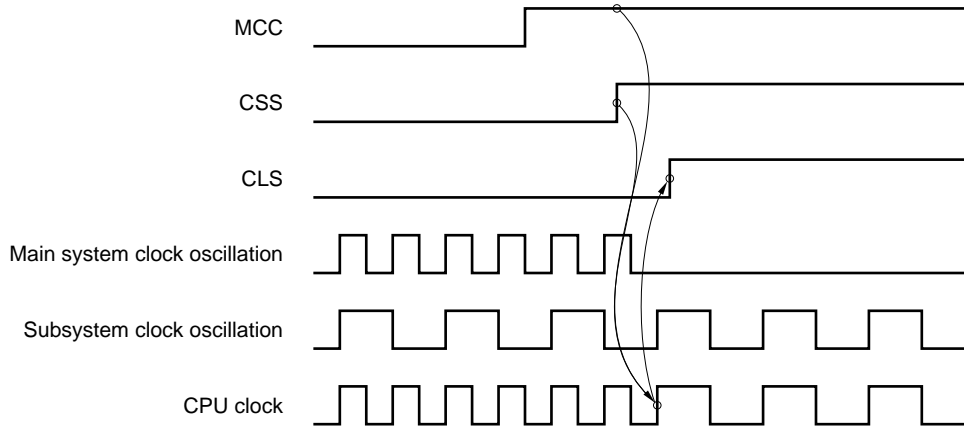 MCC
CSS
CLS
Main system clock oscillation
Subsystem clock oscillation
CPU clock